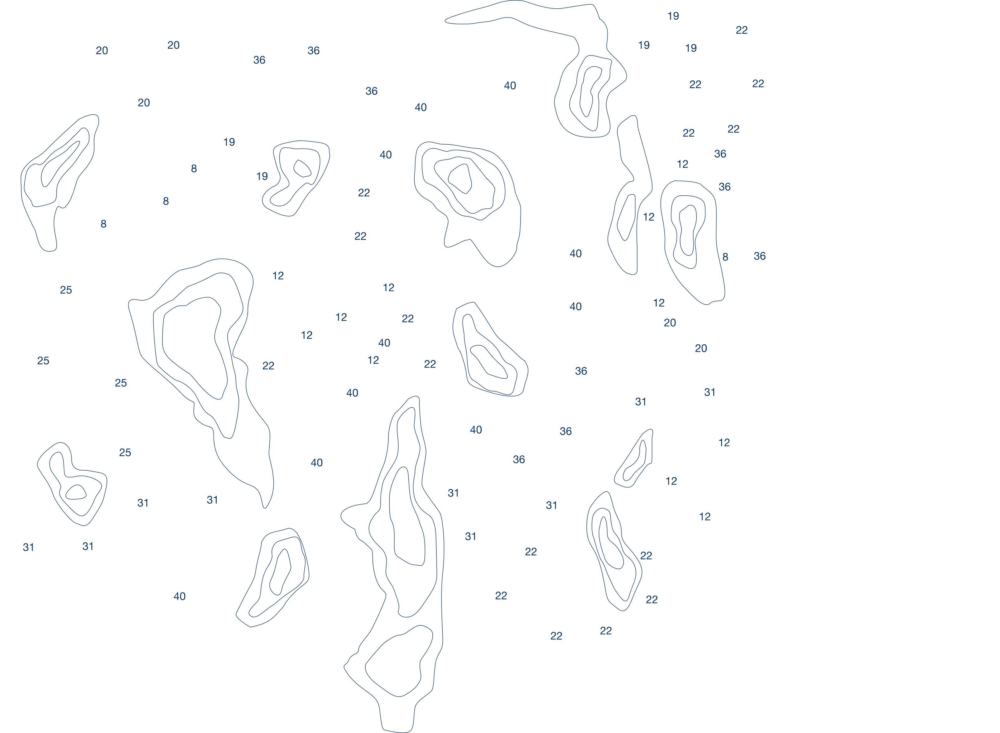 19
22
20 20 36 36 19 19
36 40 22 22
20 40
22 22
19 40 36
8 19 12
22 36
8
8 22 12
12 40 8 36
25 12
12 22 40 12
12 40 20
25 22 12 22 36 20
25 40 31 31
40 36 12
25 40 36
31 31 31 31 12
31 31 31 22 22 12
40 22 22
22 22